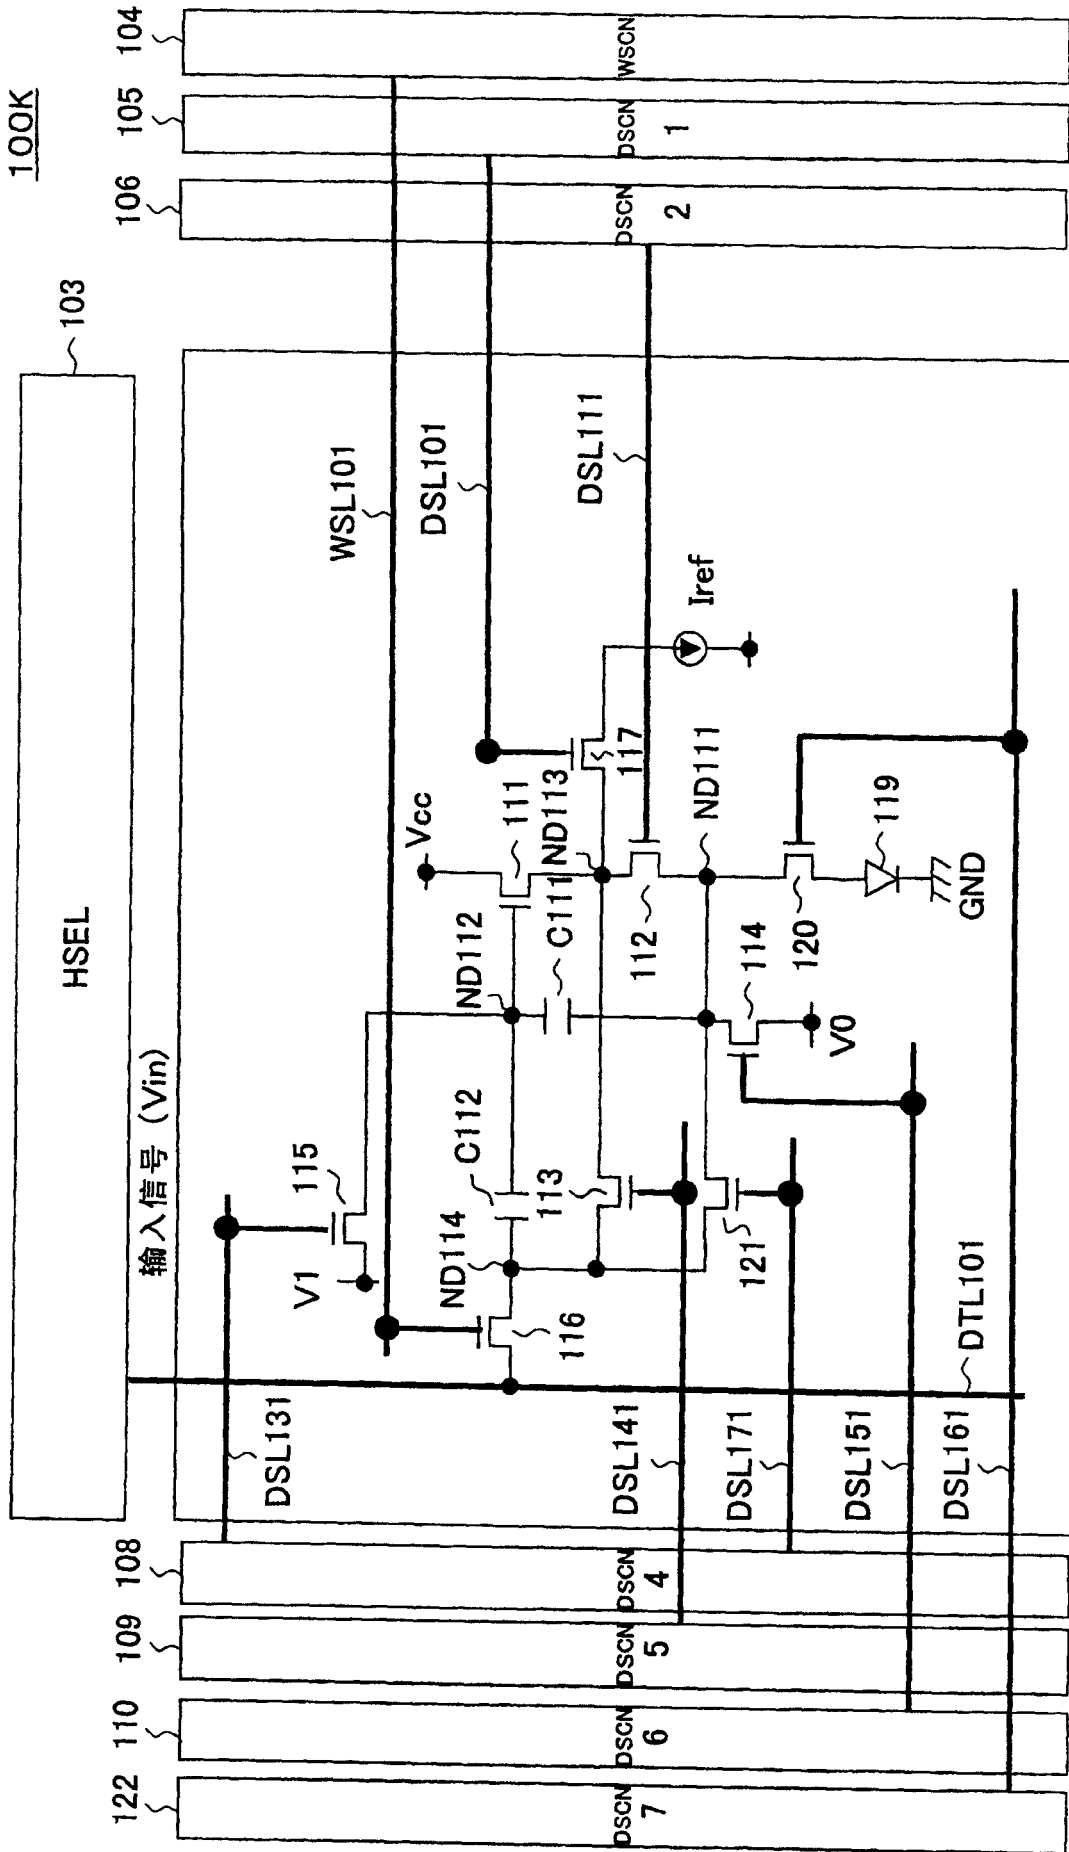 100K
103
HSEL
输入信号 (Vin)
104
WSCN
105
DSCN
1
106
DSCN
2
108
DSCN
4
109
DSCN
5
110
DSCN
6
122
DSCN
7
WSL101
DSL101
DSL111
DSL131
DSL141
DSL171
DSL151
DSL161
DTL101
V1
115
116
ND114
C112
113
121
ND112
C111
Vcc
111
ND113
117
Iref
112
ND111
114
V0
120
119
GND